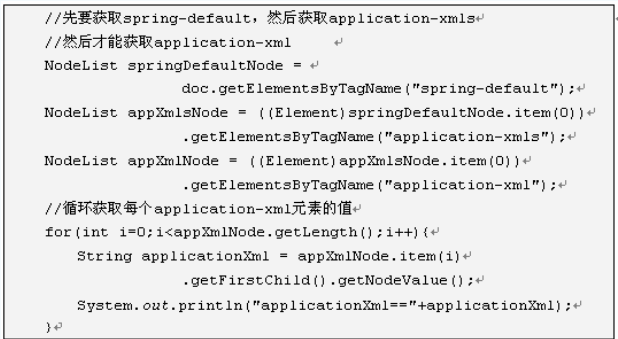 //先要获取spring-default，然后获取application-xmls
//然后才能获取application-xml
NodeList springDefaultNode =
doc.getElementsByTagName("spring-default");
NodeList appXmlsNode = ((Element)springDefaultNode.item(0))
.getElementsByTagName("application-xmls");
NodeList appXmlNode = ((Element)appXmlsNode.item(0))
.getElementsByTagName("application-xml");
//循环获取每个application-xml元素的值
for(int i=0;i<appXmlNode.getLength();i++){
String applicationXml = appXmlNode.item(i)
.getFirstChild().getNodeValue();
System.out.println("applicationXml=="+applicationXml);
}